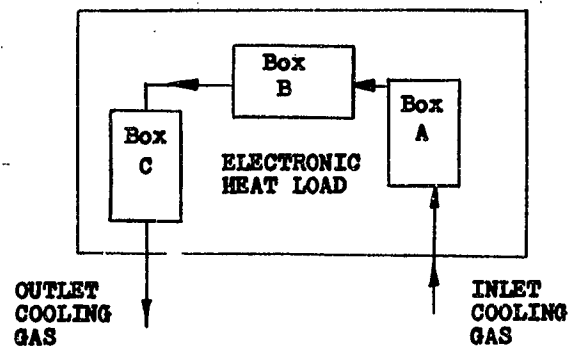 Box
B
Box
A
Box
C
ELECTRONIC
HEAT LOAD
OUTLET
COOLING
GAS
INLET
COOLING
GAS